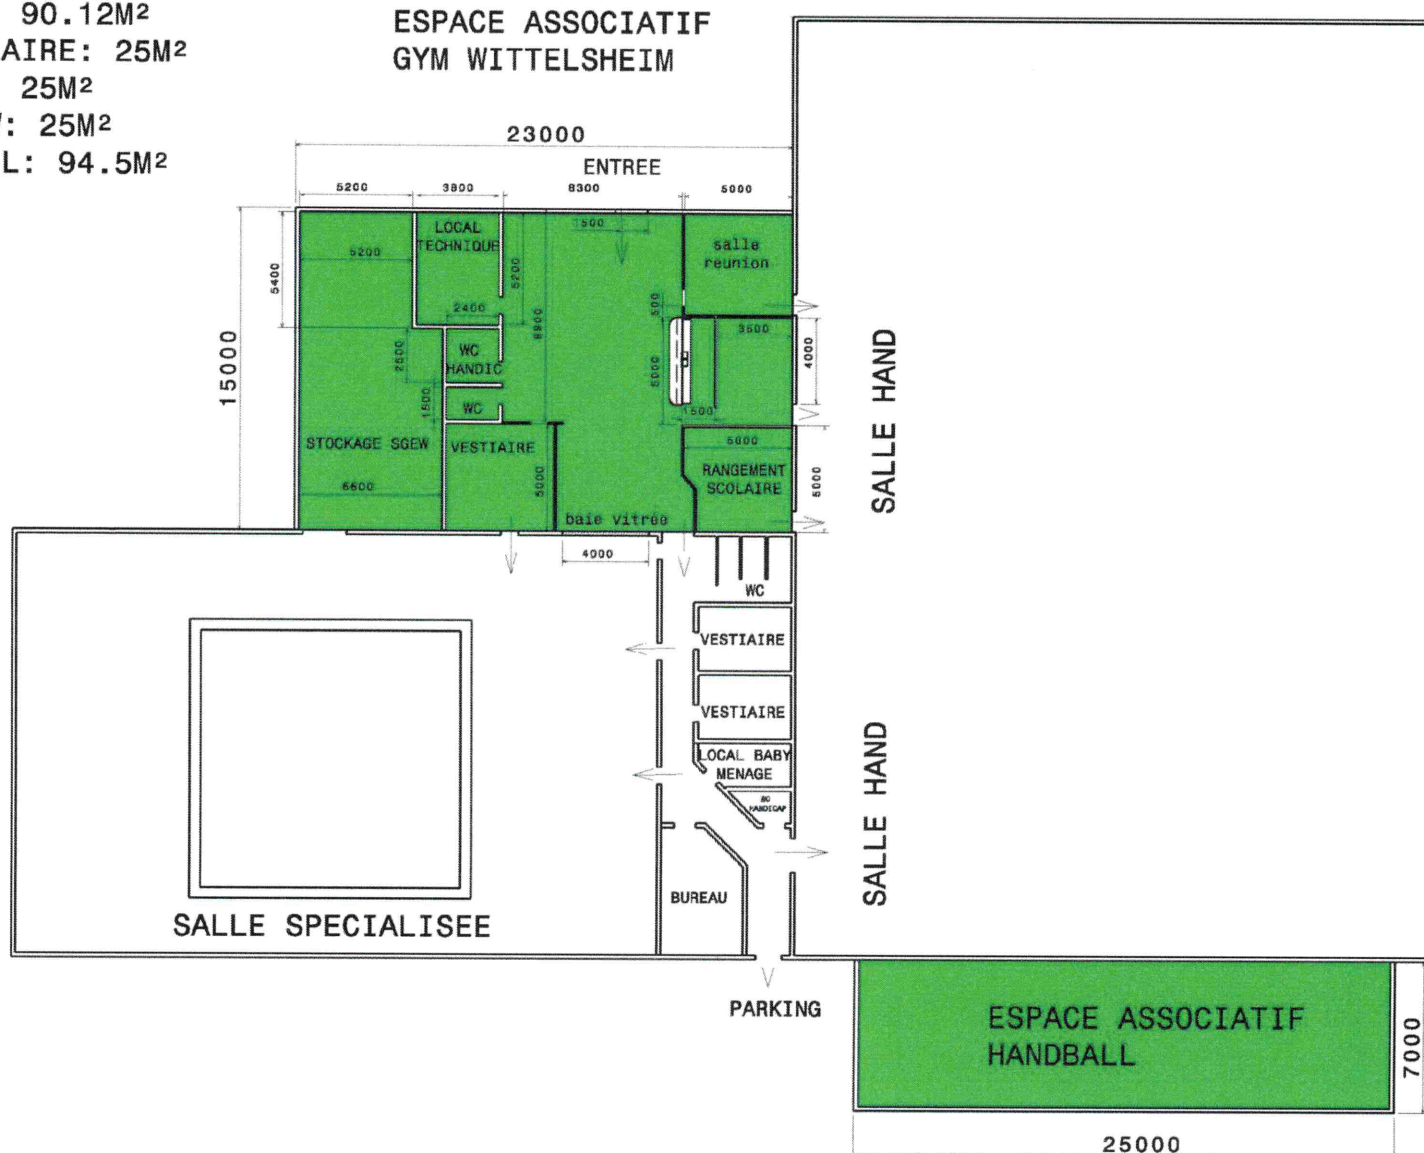 90.12M²
AIRE: 25M²
25M²
: 25M²
L: 94.5M²
ESPACE ASSOCIATIF
GYM WITTELSHEIM
23000
ENTREE
5200
3800
8300
5000
15000
5400
5200
LOCAL
TECHNIQUE
5200
2400
1500
8900
salle
reunion
500
3500
4000
5000
1500
2500
WC
HANDIC
1500
WC
STOCKAGE SGEW
VESTIAIRE
6600
5000
baie vitrée
4000
5000
RANGEMENT
SCOLAIRE
5000
SALLE HAND
WC
VESTIAIRE
VESTIAIRE
LOCAL BABY
MENAGE
HANDICAP
SALLE HAND
BUREAU
SALLE SPECIALISEE
PARKING
ESPACE ASSOCIATIF
HANDBALL
7000
25000